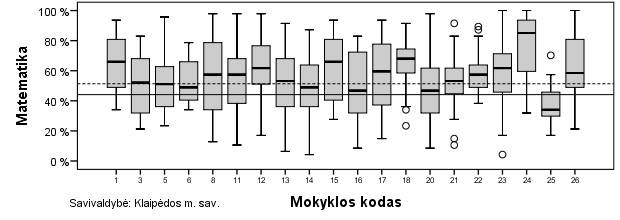 100 %
80 %
60 %
40 %
20 %
0 %
Matematika
1 3 5 6 8 11 12 13 14 15 16 17 18 20 21 22 23 24 25 26
Savivaldybė: Klaipėdos m. sav.
Mokyklos kodas